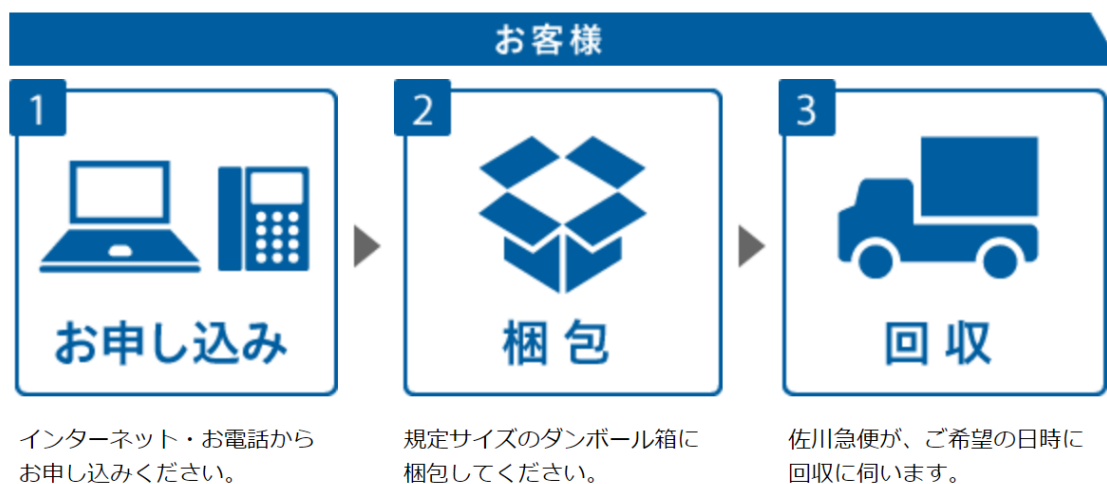 お客様
1
お申し込み
インターネット・お電話から
お申し込みください。
2
梱包
規定サイズのダンボール箱に
梱包してください。
3
回収
佐川急便が、ご希望の日時に
回収に伺います。